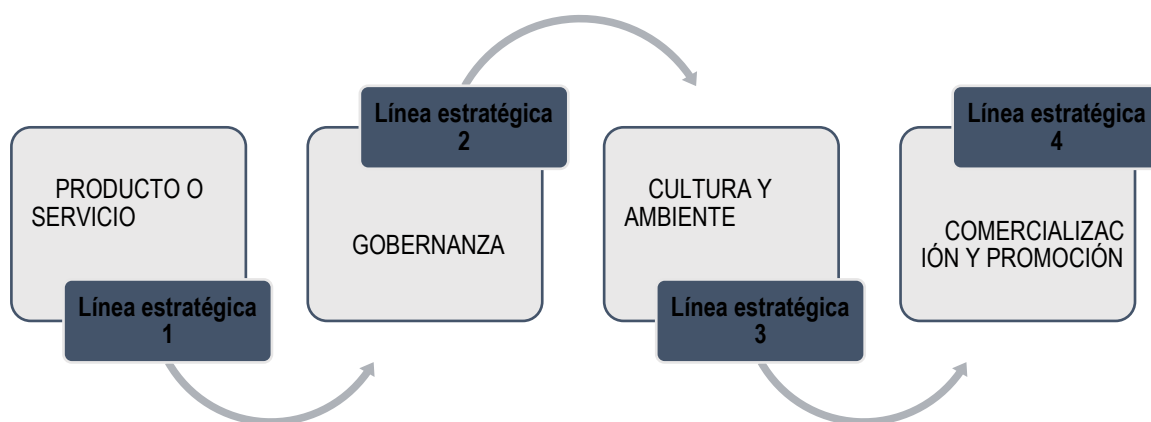 PRODUCTO O
SERVICIO
Línea estratégica
1
Línea estratégica
2
GOBERNANZA
CULTURA Y
AMBIENTE
Línea estratégica
3
Línea estratégica
4
COMERCIALIZAC
IÓN Y PROMOCIÓN